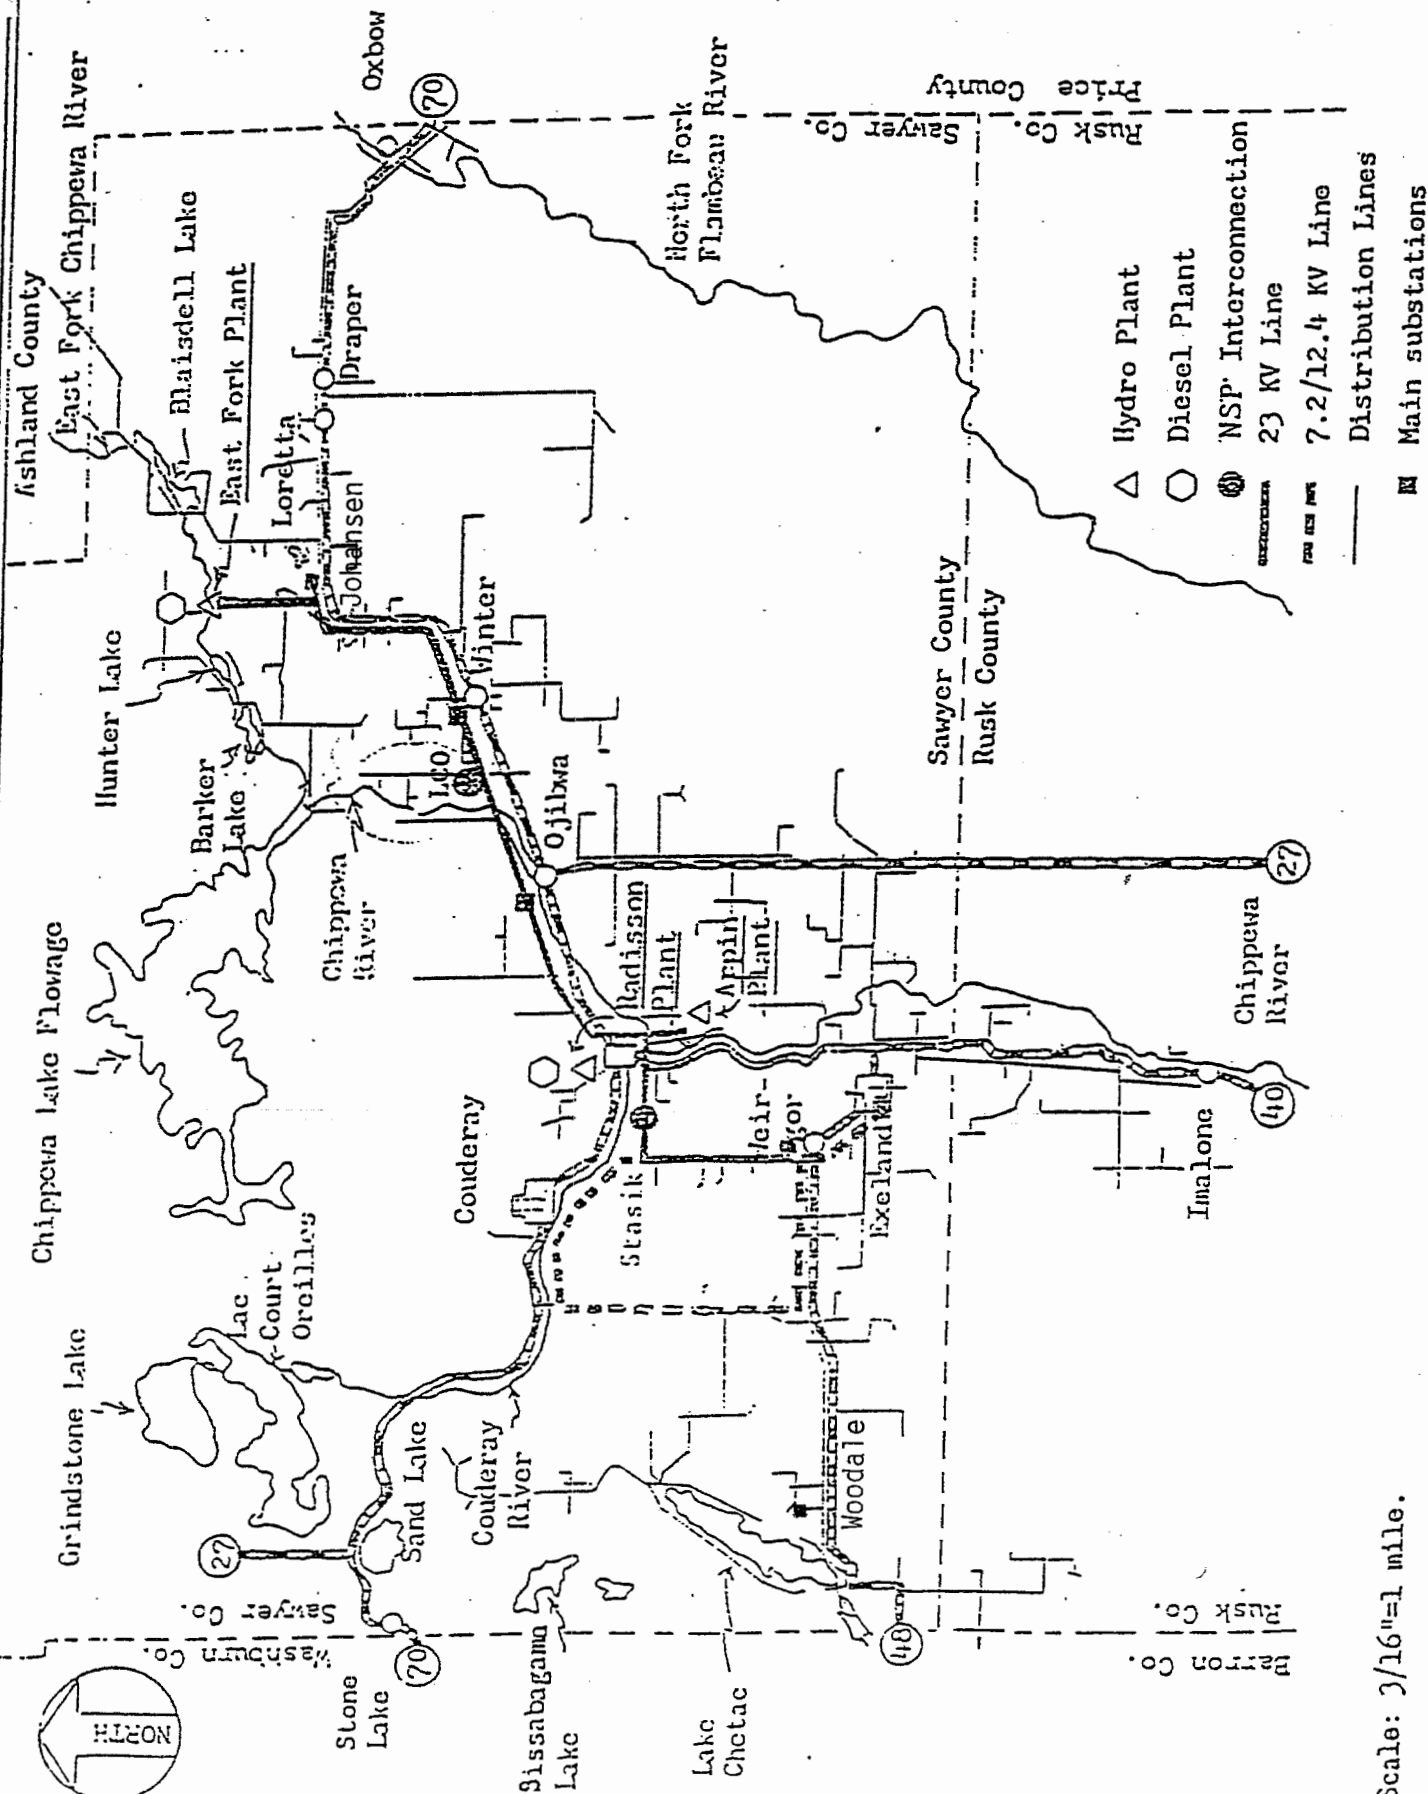 Ashland County
East Fork Chippewa River
Blaisdell Lake
East Fork Plant
Oxbow
70
Price County
Sawyer Co.
Rusk Co.
North Fork
Flambeau River
Draper
Loretta
Johansen
Winter
Hunter Lake
Barker
Lake
LCO
Ojibwa
Chippewa
River
Chippewa Lake Flowage
Radisson
Plant
Arpin
Plant
Sawyer County
Rusk County
27
Chippewa
River
40
Imalone
Couderay
Stasik
Weir-
gor
Exeland
Lac
Court
Oreilles
Grindstone Lake
Sand Lake
Couderay
River
Woodale
27
Sawyer Co.
Washburn Co.
70
Stone
Lake
Sissabagama
Lake
Lake
Chetac
48
Rusk Co.
Barron Co.
NORTH
Hydro Plant
Diesel Plant
NSP Interconnection
23 KV Line
7.2/12.4 KV Line
Distribution Lines
Main substations
Scale: 3/16"=1 mile.